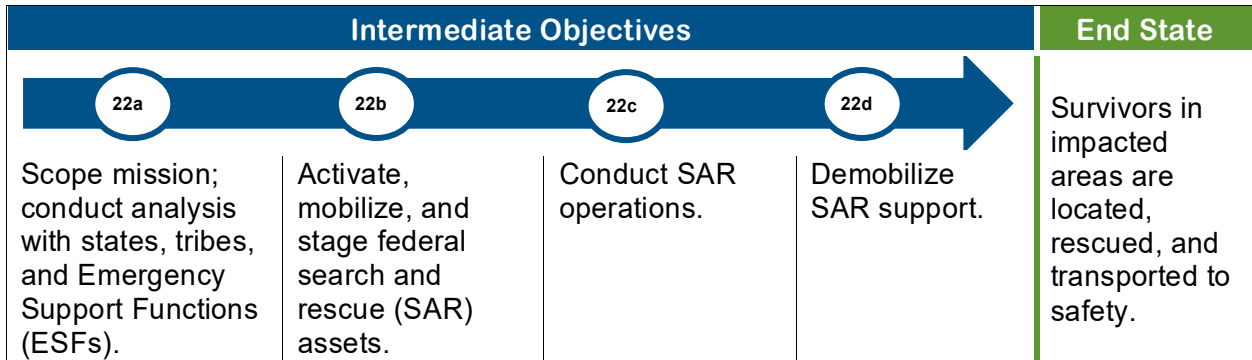 Intermediate Objectives
End State
22a
22b
22c
22d
Scope mission;
conduct analysis
with states, tribes,
and Emergency
Support Functions
(ESFs).
Activate,
mobilize, and
stage federal
search and
rescue (SAR)
assets.
Conduct SAR
operations.
Demobilize
SAR support.
Survivors in
impacted
areas are
located,
rescued, and
transported to
safety.